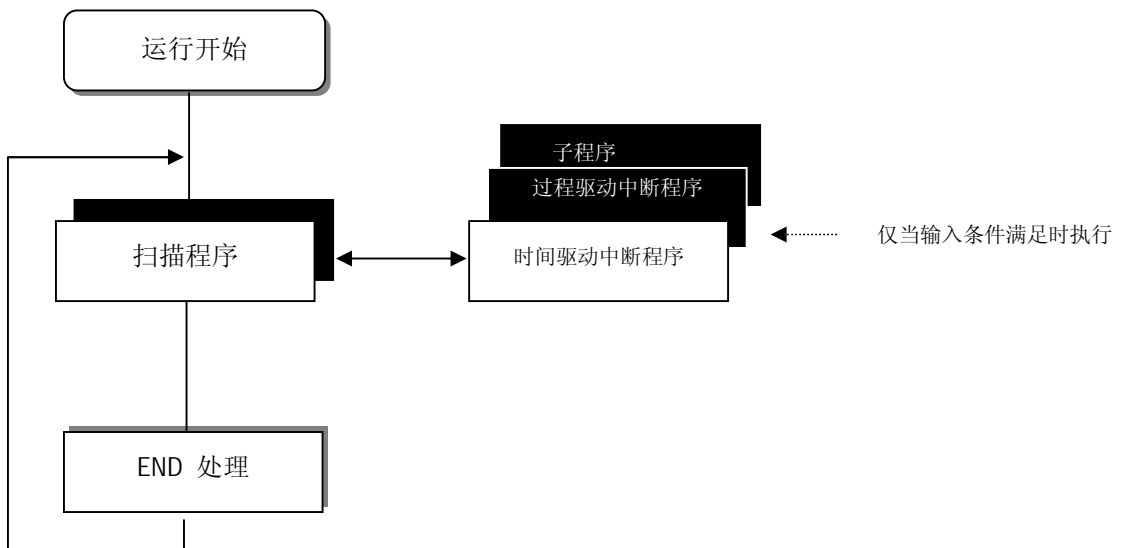 运行开始
子程序
过程驱动中断程序
扫描程序
时间驱动中断程序
仅当输入条件满足时执行
END 处理